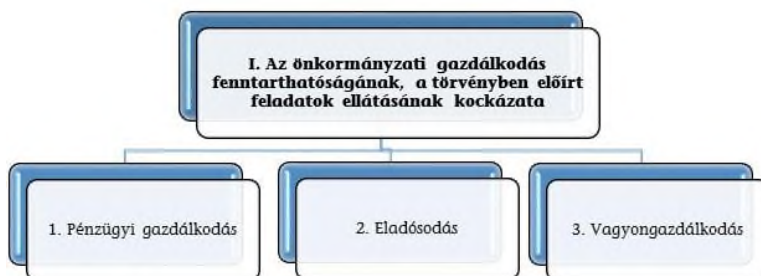 I. Az önkormányzati gazdálkodás
fenntarthatóságának, a törvényben előírt
feladatok ellátásának kockázata
1. Pénzügyi gazdálkodás
2. Eladósodás
3. Vagyongazdálkodás